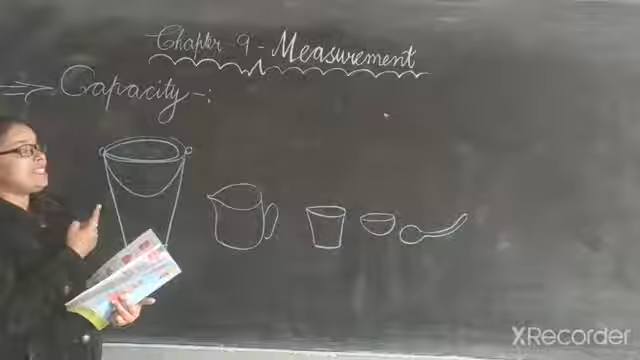 Chapter 9 - Measurement
⇒ Capacity -:
XRecorder